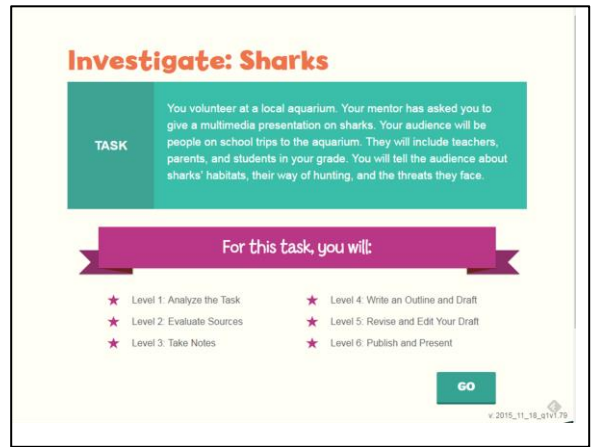 Investigate: Sharks
TASK
You volunteer at a local aquarium. Your mentor has asked you to
give a multimedia presentation on sharks. Your audience will be
people on school trips to the aquarium. They will include teachers,
parents, and students in your grade. You will tell the audience about
sharks' habitats, their way of hunting, and the threats they face.
For this task, you will:
★ Level 1: Analyze the Task
★ Level 2: Evaluate Sources
★ Level 3: Take Notes
★ Level 4: Write an Outline and Draft
★ Level 5: Revise and Edit Your Draft
★ Level 6: Publish and Present
GO